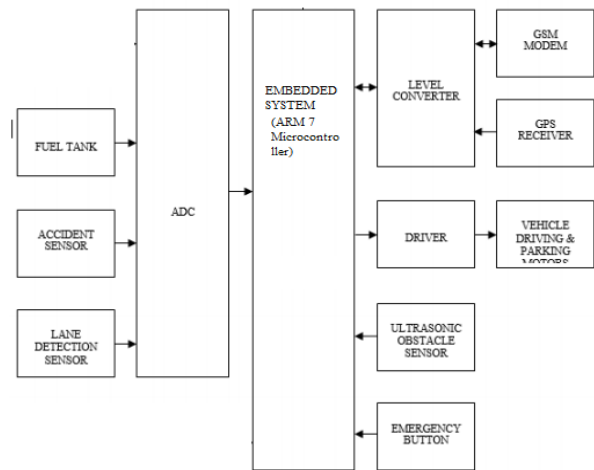 GSM
MODEM
EMBEDDED
SYSTEM
(ARM 7
Microcontro
ller)
LEVEL
CONVERTER
GPS
RECEIVER
FUEL TANK
ADC
ACCIDENT
SENSOR
DRIVER
VEHICLE
DRIVING &
PARKING
MOTORS
LANE
DETECTION
SENSOR
ULTRASONIC
OBSTACLE
SENSOR
EMERGENCY
BUTTON